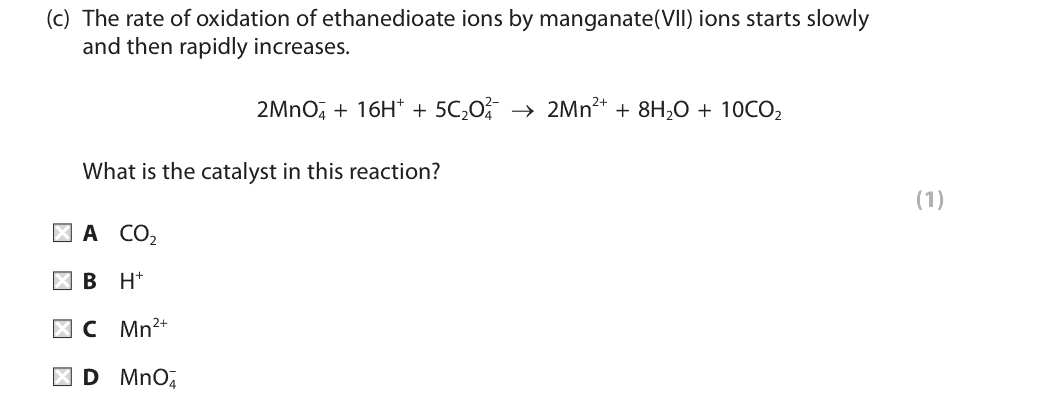 (c) The rate of oxidation of ethanedioate ions by manganate(VII) ions starts slowly
and then rapidly increases.
2MnO₄⁻ + 16H⁺ + 5C₂O₄²⁻ → 2Mn²⁺ + 8H₂O + 10CO₂
What is the catalyst in this reaction?
(1)
A CO₂
B H⁺
C Mn²⁺
D MnO₄⁻